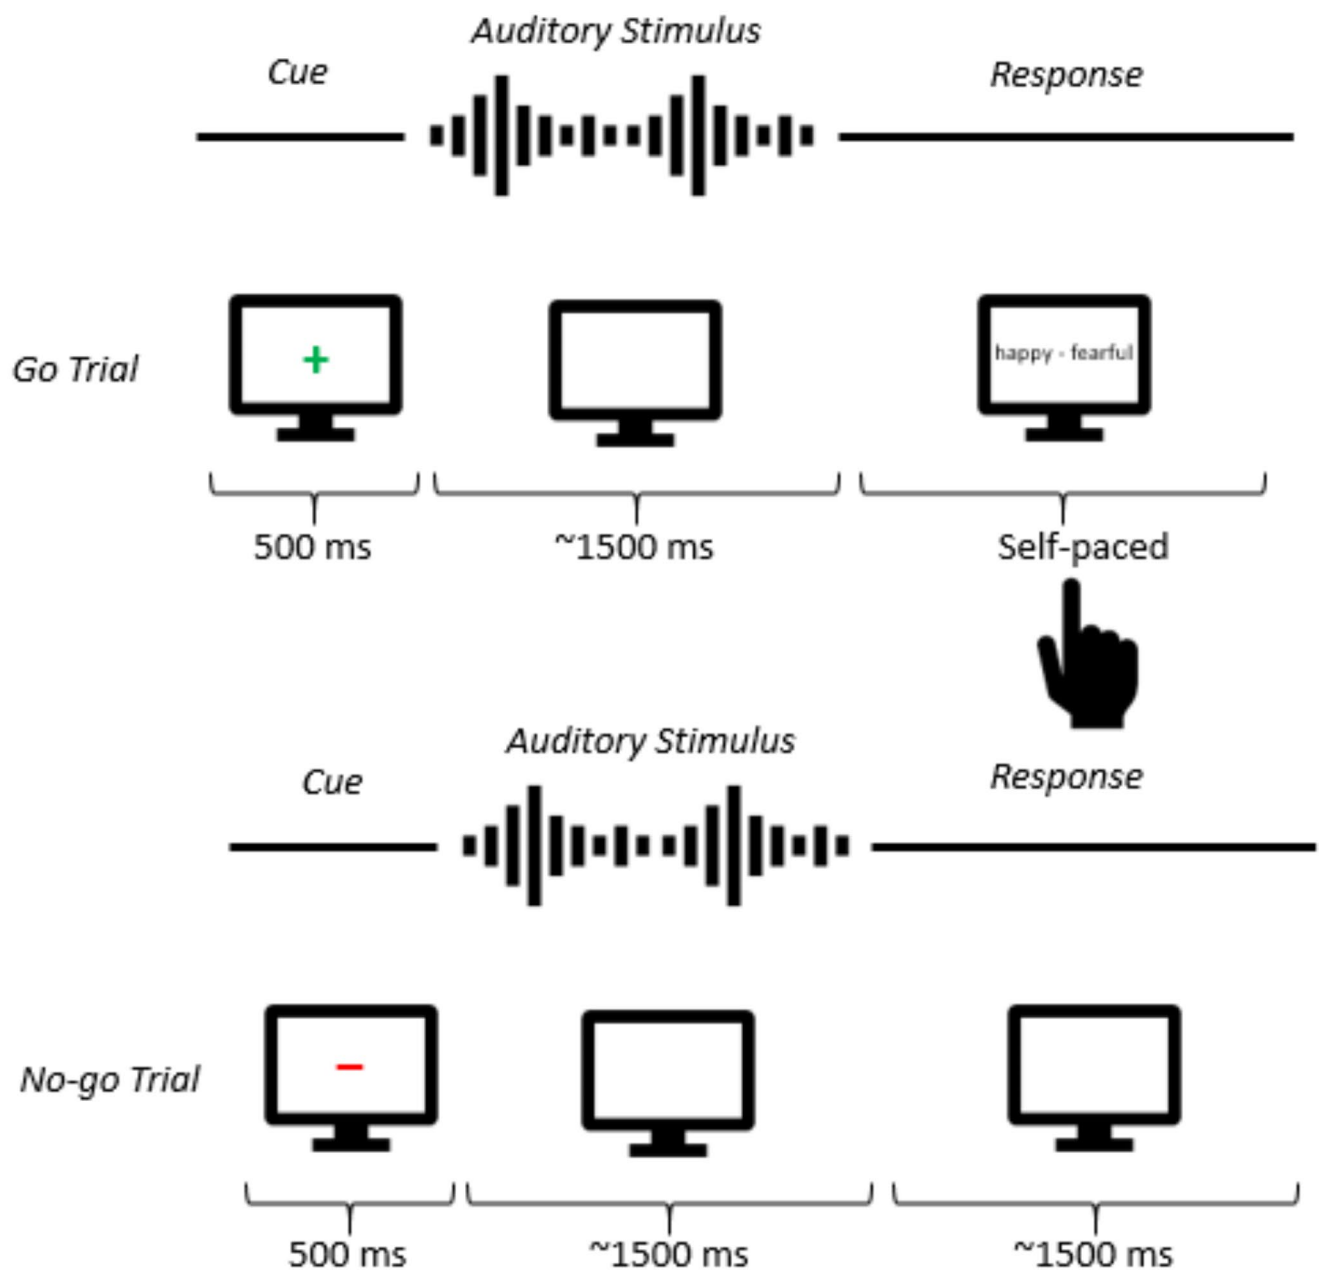 Auditory Stimulus
Cue
Response
Go Trial
+
happy - fearful
500 ms
~1500 ms
Self-paced
Auditory Stimulus
Cue
Response
No-go Trial
–
500 ms
~1500 ms
~1500 ms